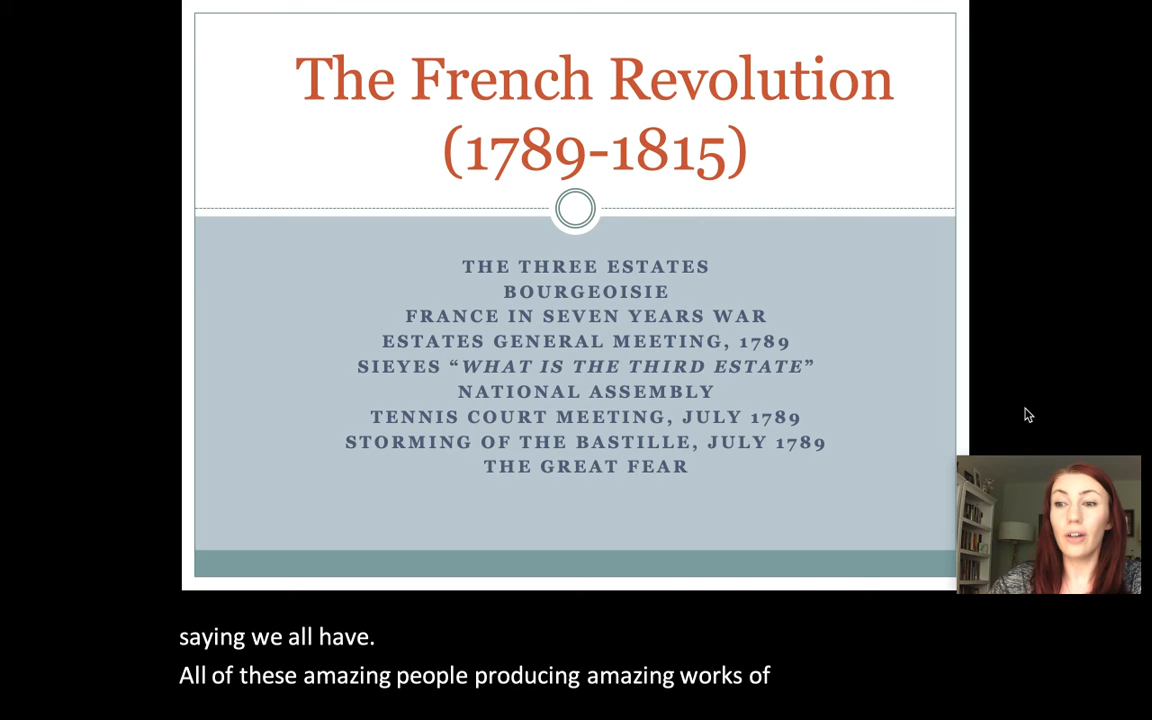 The French Revolution
(1789-1815)
THE THREE ESTATES
BOURGEOISIE
FRANCE IN SEVEN YEARS WAR
ESTATES GENERAL MEETING, 1789
SIEYES “WHAT IS THE THIRD ESTATE”
NATIONAL ASSEMBLY
TENNIS COURT MEETING, JULY 1789
STORMING OF THE BASTILLE, JULY 1789
THE GREAT FEAR
saying we all have.
All of these amazing people producing amazing works of